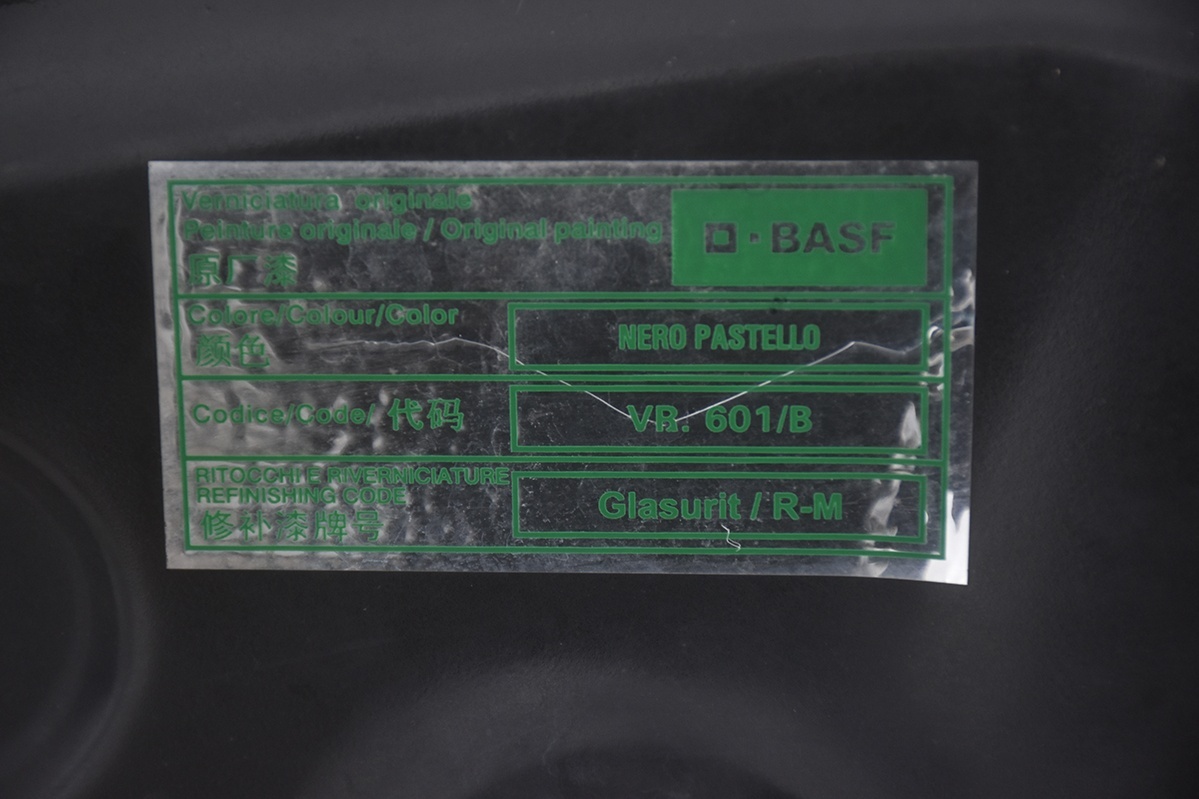 Verniciatura originale
Peinture originale / Original painting
原厂漆
BASF
Colore/Colour/Color
颜色
NERO PASTELLO
Codice/Code/ 代码
VR. 601/B
RITOCCHI E RIVERNICIATURE
REFINISHING CODE
修补漆牌号
Glasurit / R-M